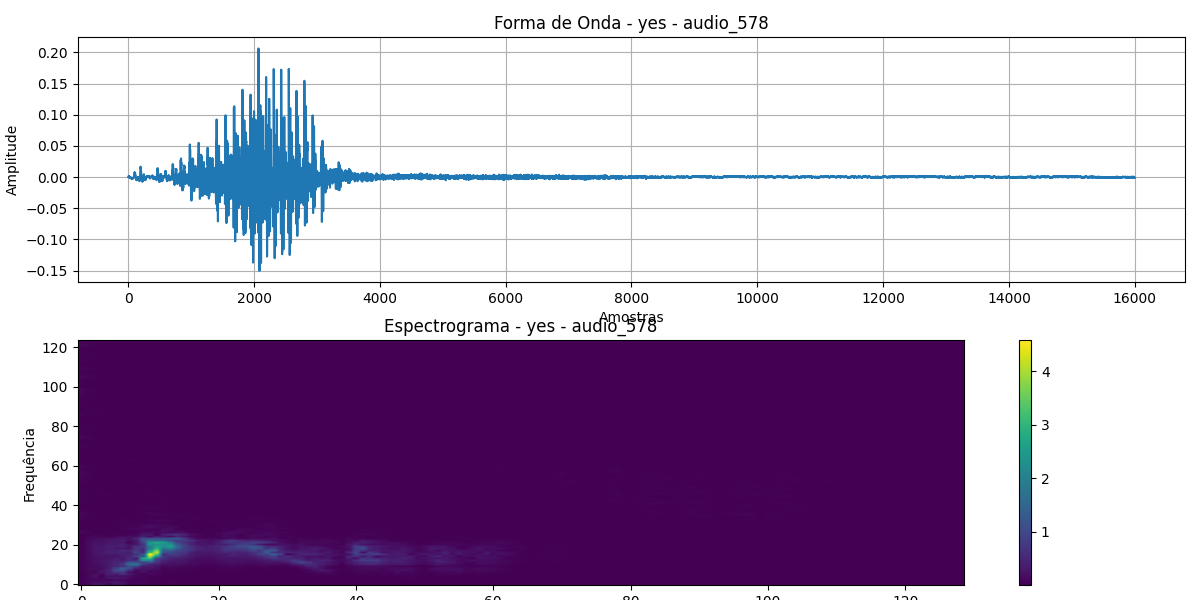 Forma de Onda - yes - audio_578
Amplitude
0.20
0.15
0.10
0.05
0.00
−0.05
−0.10
−0.15
0 2000 4000 6000 8000 10000 12000 14000 16000
Amostras
Espectrograma - yes - audio_578
Frequência
120
100
80
60
40
20
0
0 20 40 60 80 100 120
4
3
2
1